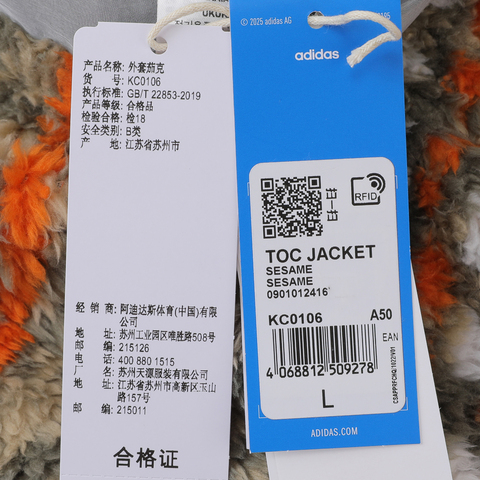 产品名称: 外套茄克
货 号: KC0106
执行标准: GB/T 22853-2019
产品等级: 合格品
检验合格: 检18
安全类别: B类
产 地: 江苏省苏州市
经 销 商: 阿迪达斯体育(中国)有限
公司
地 址: 苏州工业园区唯胜路508号
邮 编: 215126
电 话: 400 880 1515
厂 名: 苏州天源服装有限公司
地 址: 江苏省苏州市高新区玉山
路157号
邮 编: 215011
合格证
© 2025 adidas AG
adidas
RFID
TOC JACKET
SESAME
SESAME
0901012416
KC0106 A50
EAN
4 068812 509278
L
ADIDAS.COM